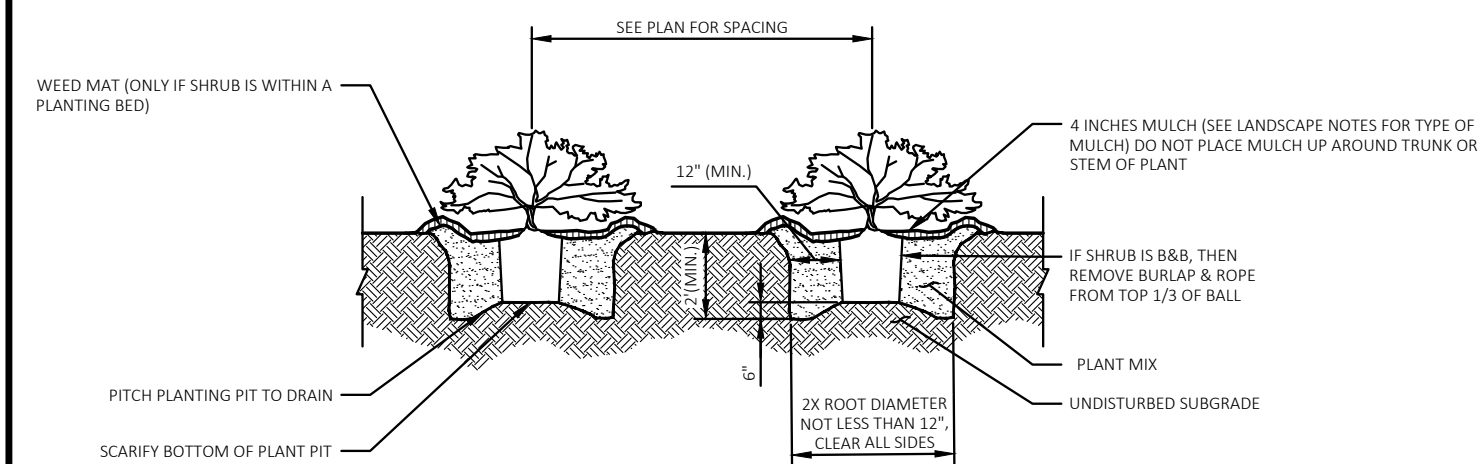 SEE PLAN FOR SPACING
WEED MAT (ONLY IF SHRUB IS WITHIN A
PLANTING BED)
4 INCHES MULCH (SEE LANDSCAPE NOTES FOR TYPE OF
MULCH) DO NOT PLACE MULCH UP AROUND TRUNK OR
STEM OF PLANT
12" (MIN.)
2'(MIN.)
IF SHRUB IS B&B, THEN
REMOVE BURLAP & ROPE
FROM TOP 1/3 OF BALL
PLANT MIX
6"
PITCH PLANTING PIT TO DRAIN
UNDISTURBED SUBGRADE
2X ROOT DIAMETER
NOT LESS THAN 12",
CLEAR ALL SIDES
SCARIFY BOTTOM OF PLANT PIT